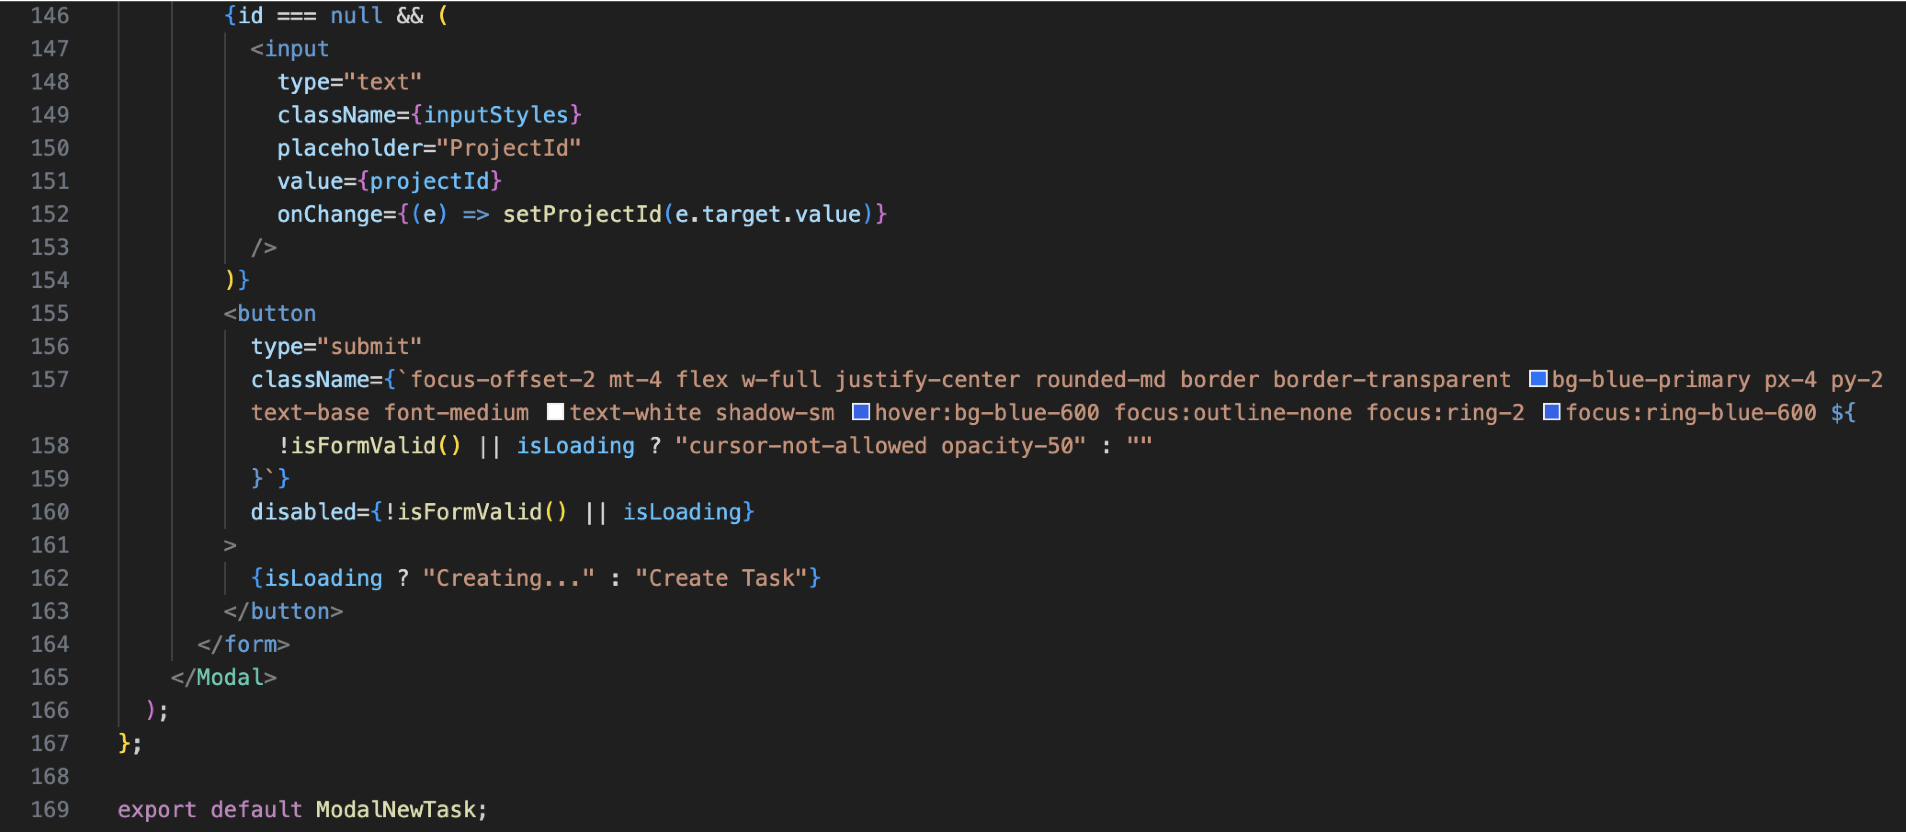 146 {id === null && (
147 <input
148 type="text"
149 className={inputStyles}
150 placeholder="ProjectId"
151 value={projectId}
152 onChange={(e) => setProjectId(e.target.value)}
153 />
154 )}
155 <button
156 type="submit"
157 className={`focus-offset-2 mt-4 flex w-full justify-center rounded-md border border-transparent bg-blue-primary px-4 py-2
text-base font-medium text-white shadow-sm hover:bg-blue-600 focus:outline-none focus:ring-2 focus:ring-blue-600 ${
158 !isFormValid() || isLoading ? "cursor-not-allowed opacity-50" : ""
159 }`}
160 disabled={!isFormValid() || isLoading}
161 >
162 {isLoading ? "Creating..." : "Create Task"}
163 </button>
164 </form>
165 </Modal>
166 );
167 };
168
169 export default ModalNewTask;